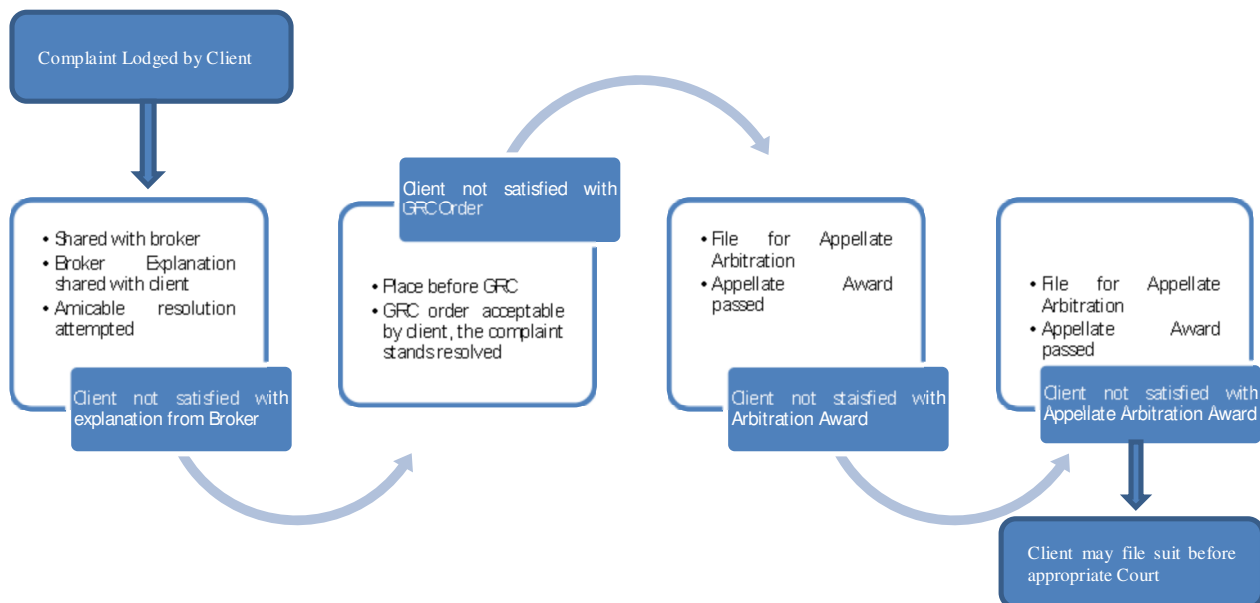 Complaint Lodged by Client
• Shared with broker
• Broker Explanation
shared with client
• Amicable resolution
attempted
Client not satisfied with
explanation from Broker
Client not satisfied with
GRC Order
• Place before GRC
• GRC order acceptable
by client, the complaint
stands resolved
• File for Appellate
Arbitration
• Appellate Award
passed
Client not staisfied with
Arbitration Award
• File for Appellate
Arbitration
• Appellate Award
passed
Client not satisfied with
Appellate Arbitration Award
Client may file suit before
appropriate Court